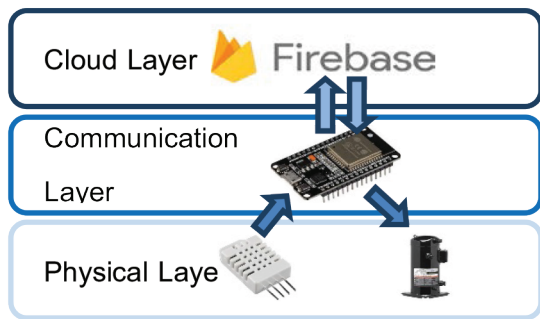 Cloud Layer Firebase
Communication
Layer
Physical Laye